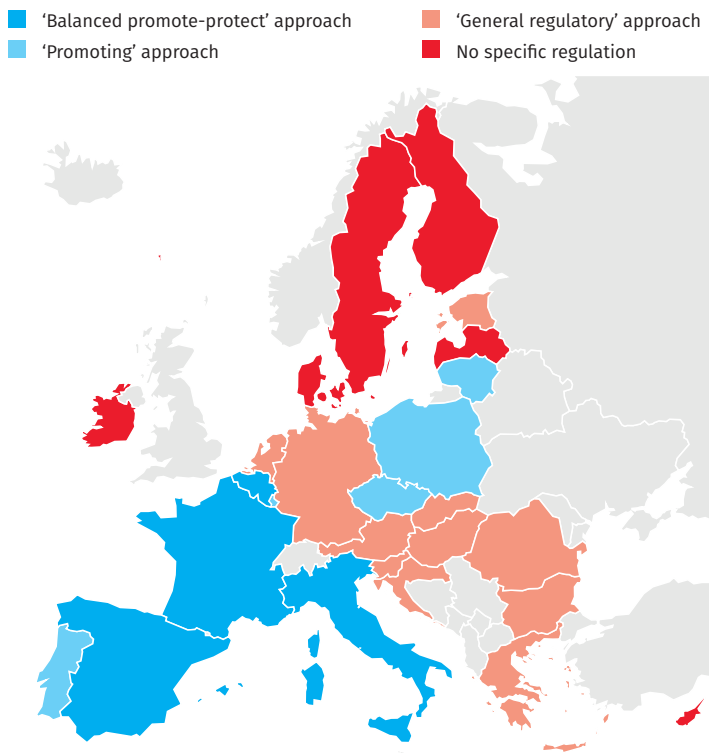 ‘Balanced promote-protect’ approach
‘General regulatory’ approach
‘Promoting’ approach
No specific regulation